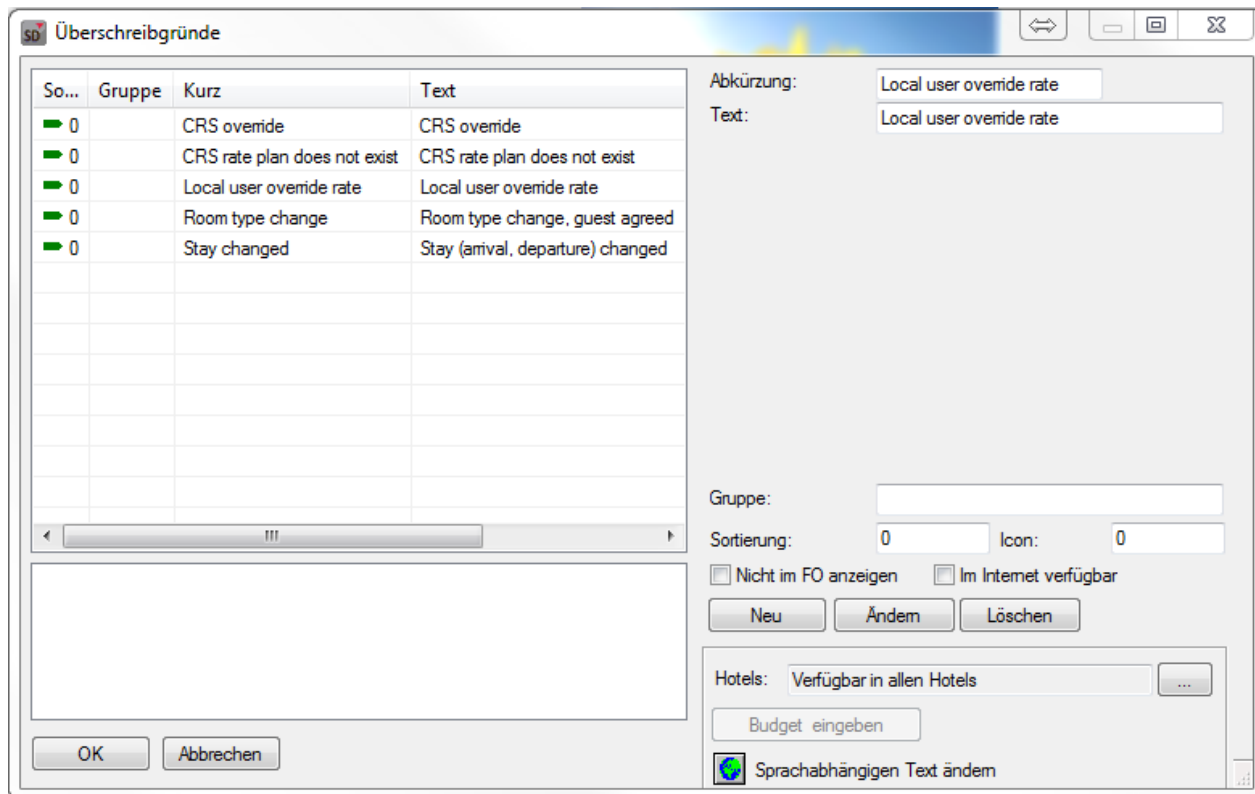 SD Überschreibgründe
So... Gruppe Kurz Text
0 CRS override CRS override
0 CRS rate plan does not exist CRS rate plan does not exist
0 Local user override rate Local user override rate
0 Room type change Room type change, guest agreed
0 Stay changed Stay (arrival, departure) changed
Abkürzung: Local user override rate
Text: Local user override rate
Gruppe:
Sortierung: 0 Icon: 0
Nicht im FO anzeigen Im Internet verfügbar
Neu Ändern Löschen
Hotels: Verfügbar in allen Hotels ...
Budget eingeben
Sprachabhängigen Text ändern
OK Abbrechen